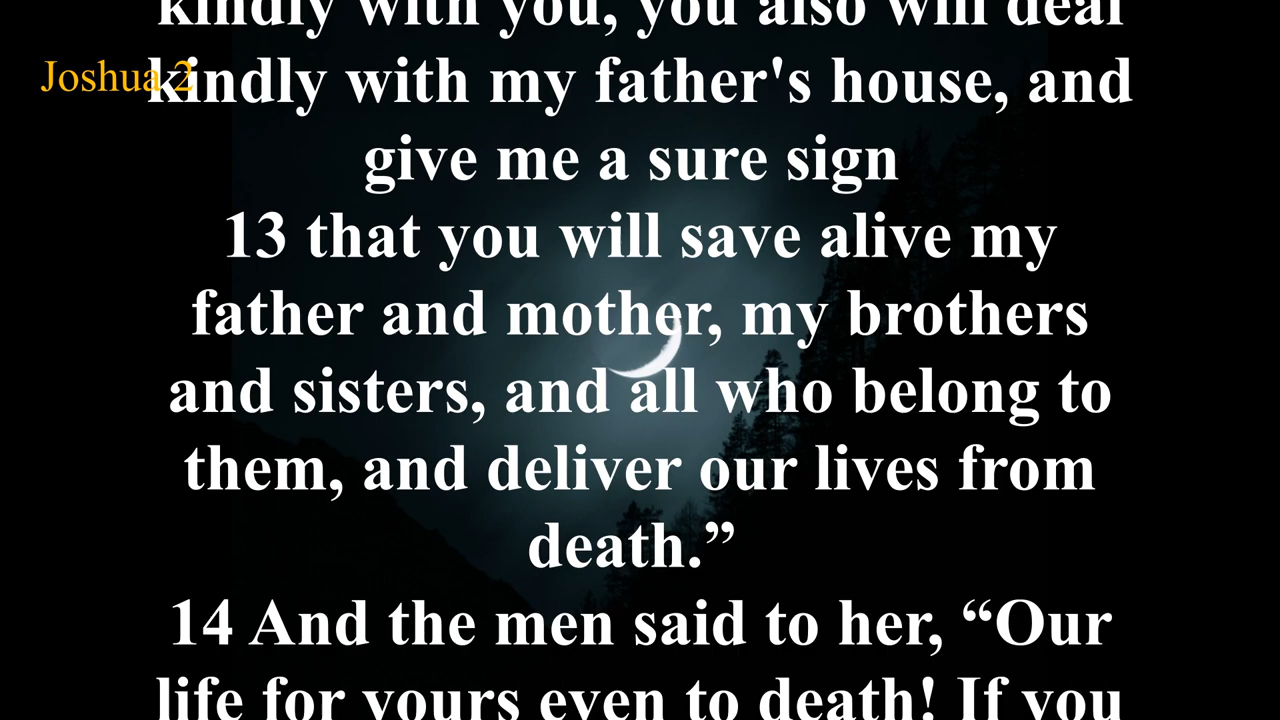 kindly with you, you also will deal
Joshua 2
kindly with my father's house, and
give me a sure sign
13 that you will save alive my
father and mother, my brothers
and sisters, and all who belong to
them, and deliver our lives from
death.”
14 And the men said to her, “Our
life for yours even to death! If you